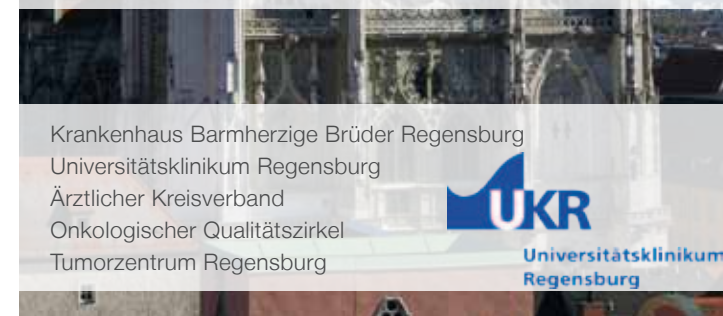 Krankenhaus Barmherzige Brüder Regensburg
Universitätsklinikum Regensburg
Ärztlicher Kreisverband
Onkologischer Qualitätszirkel
Tumorzentrum Regensburg
UKR
Universitätsklinikum
Regensburg